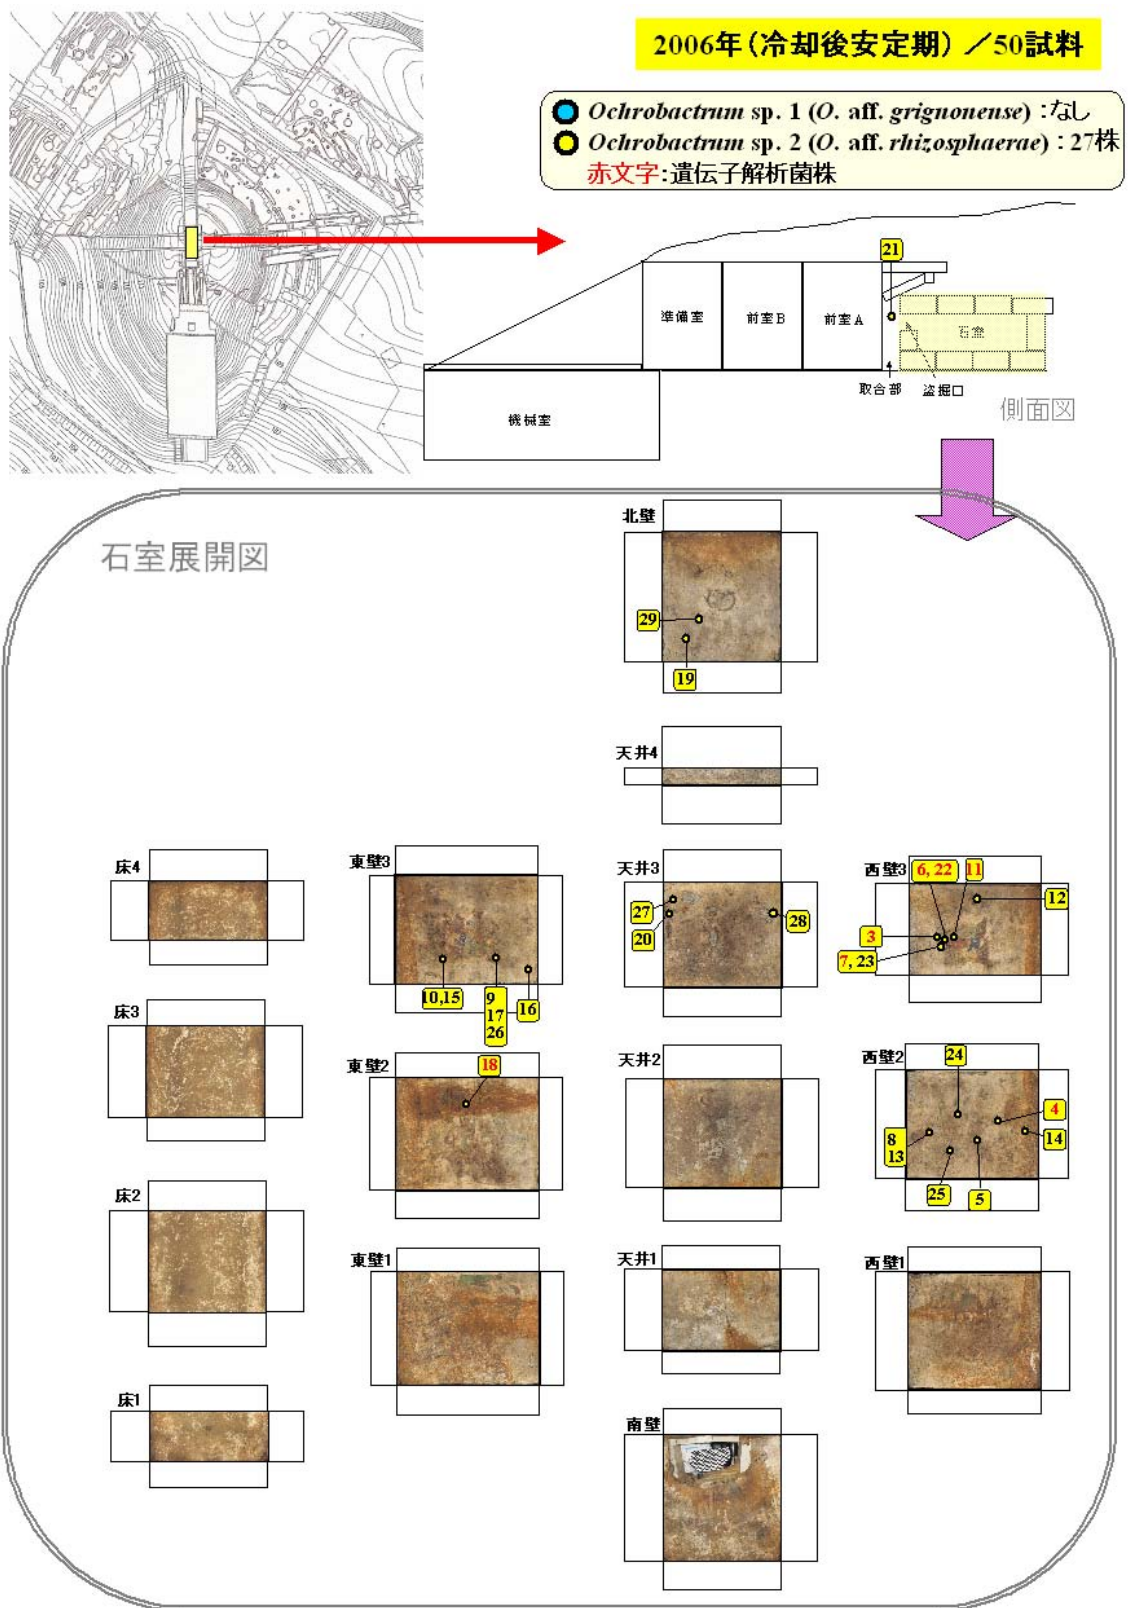 2006年(冷却後安定期)／50試料
Ochrobactrum sp. 1 (O. aff. grignonense)：なし
Ochrobactrum sp. 2 (O. aff. rhizosphaerae)：27株
赤文字：遺伝子解析菌株
21
準備室
前室B
前室A
石室
取合部
盗掘口
機械室
側面図
石室展開図
北壁
29
19
天井4
床4
東壁3
10,15
9
17
26
16
天井3
27
20
28
西壁3
6, 22
11
12
3
7, 23
床3
東壁2
18
天井2
西壁2
24
4
8
13
14
25
5
床2
東壁1
天井1
西壁1
床1
南壁